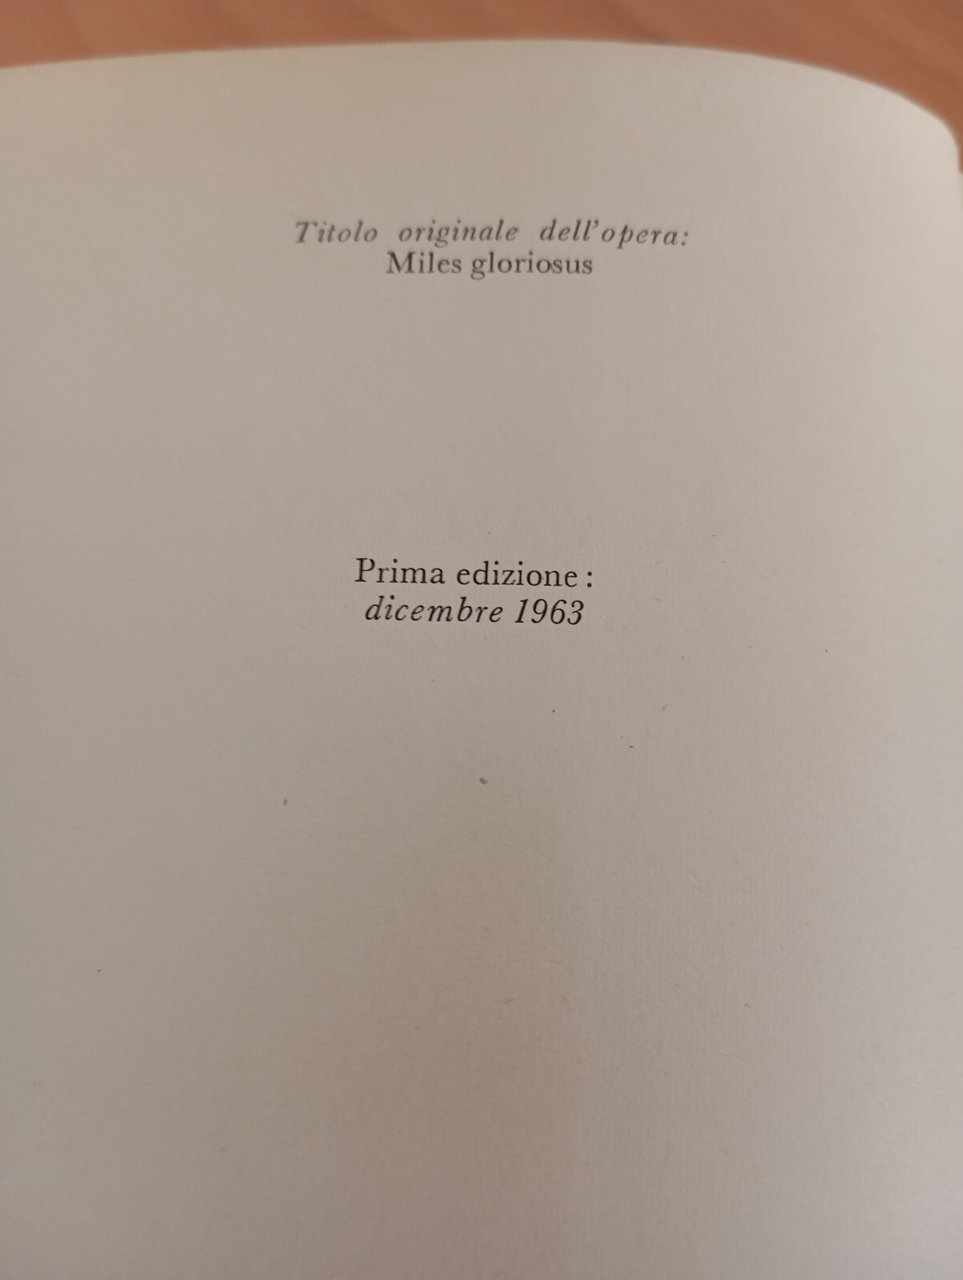 Titolo originale dell'opera:
Miles gloriosus
Prima edizione :
dicembre 1963